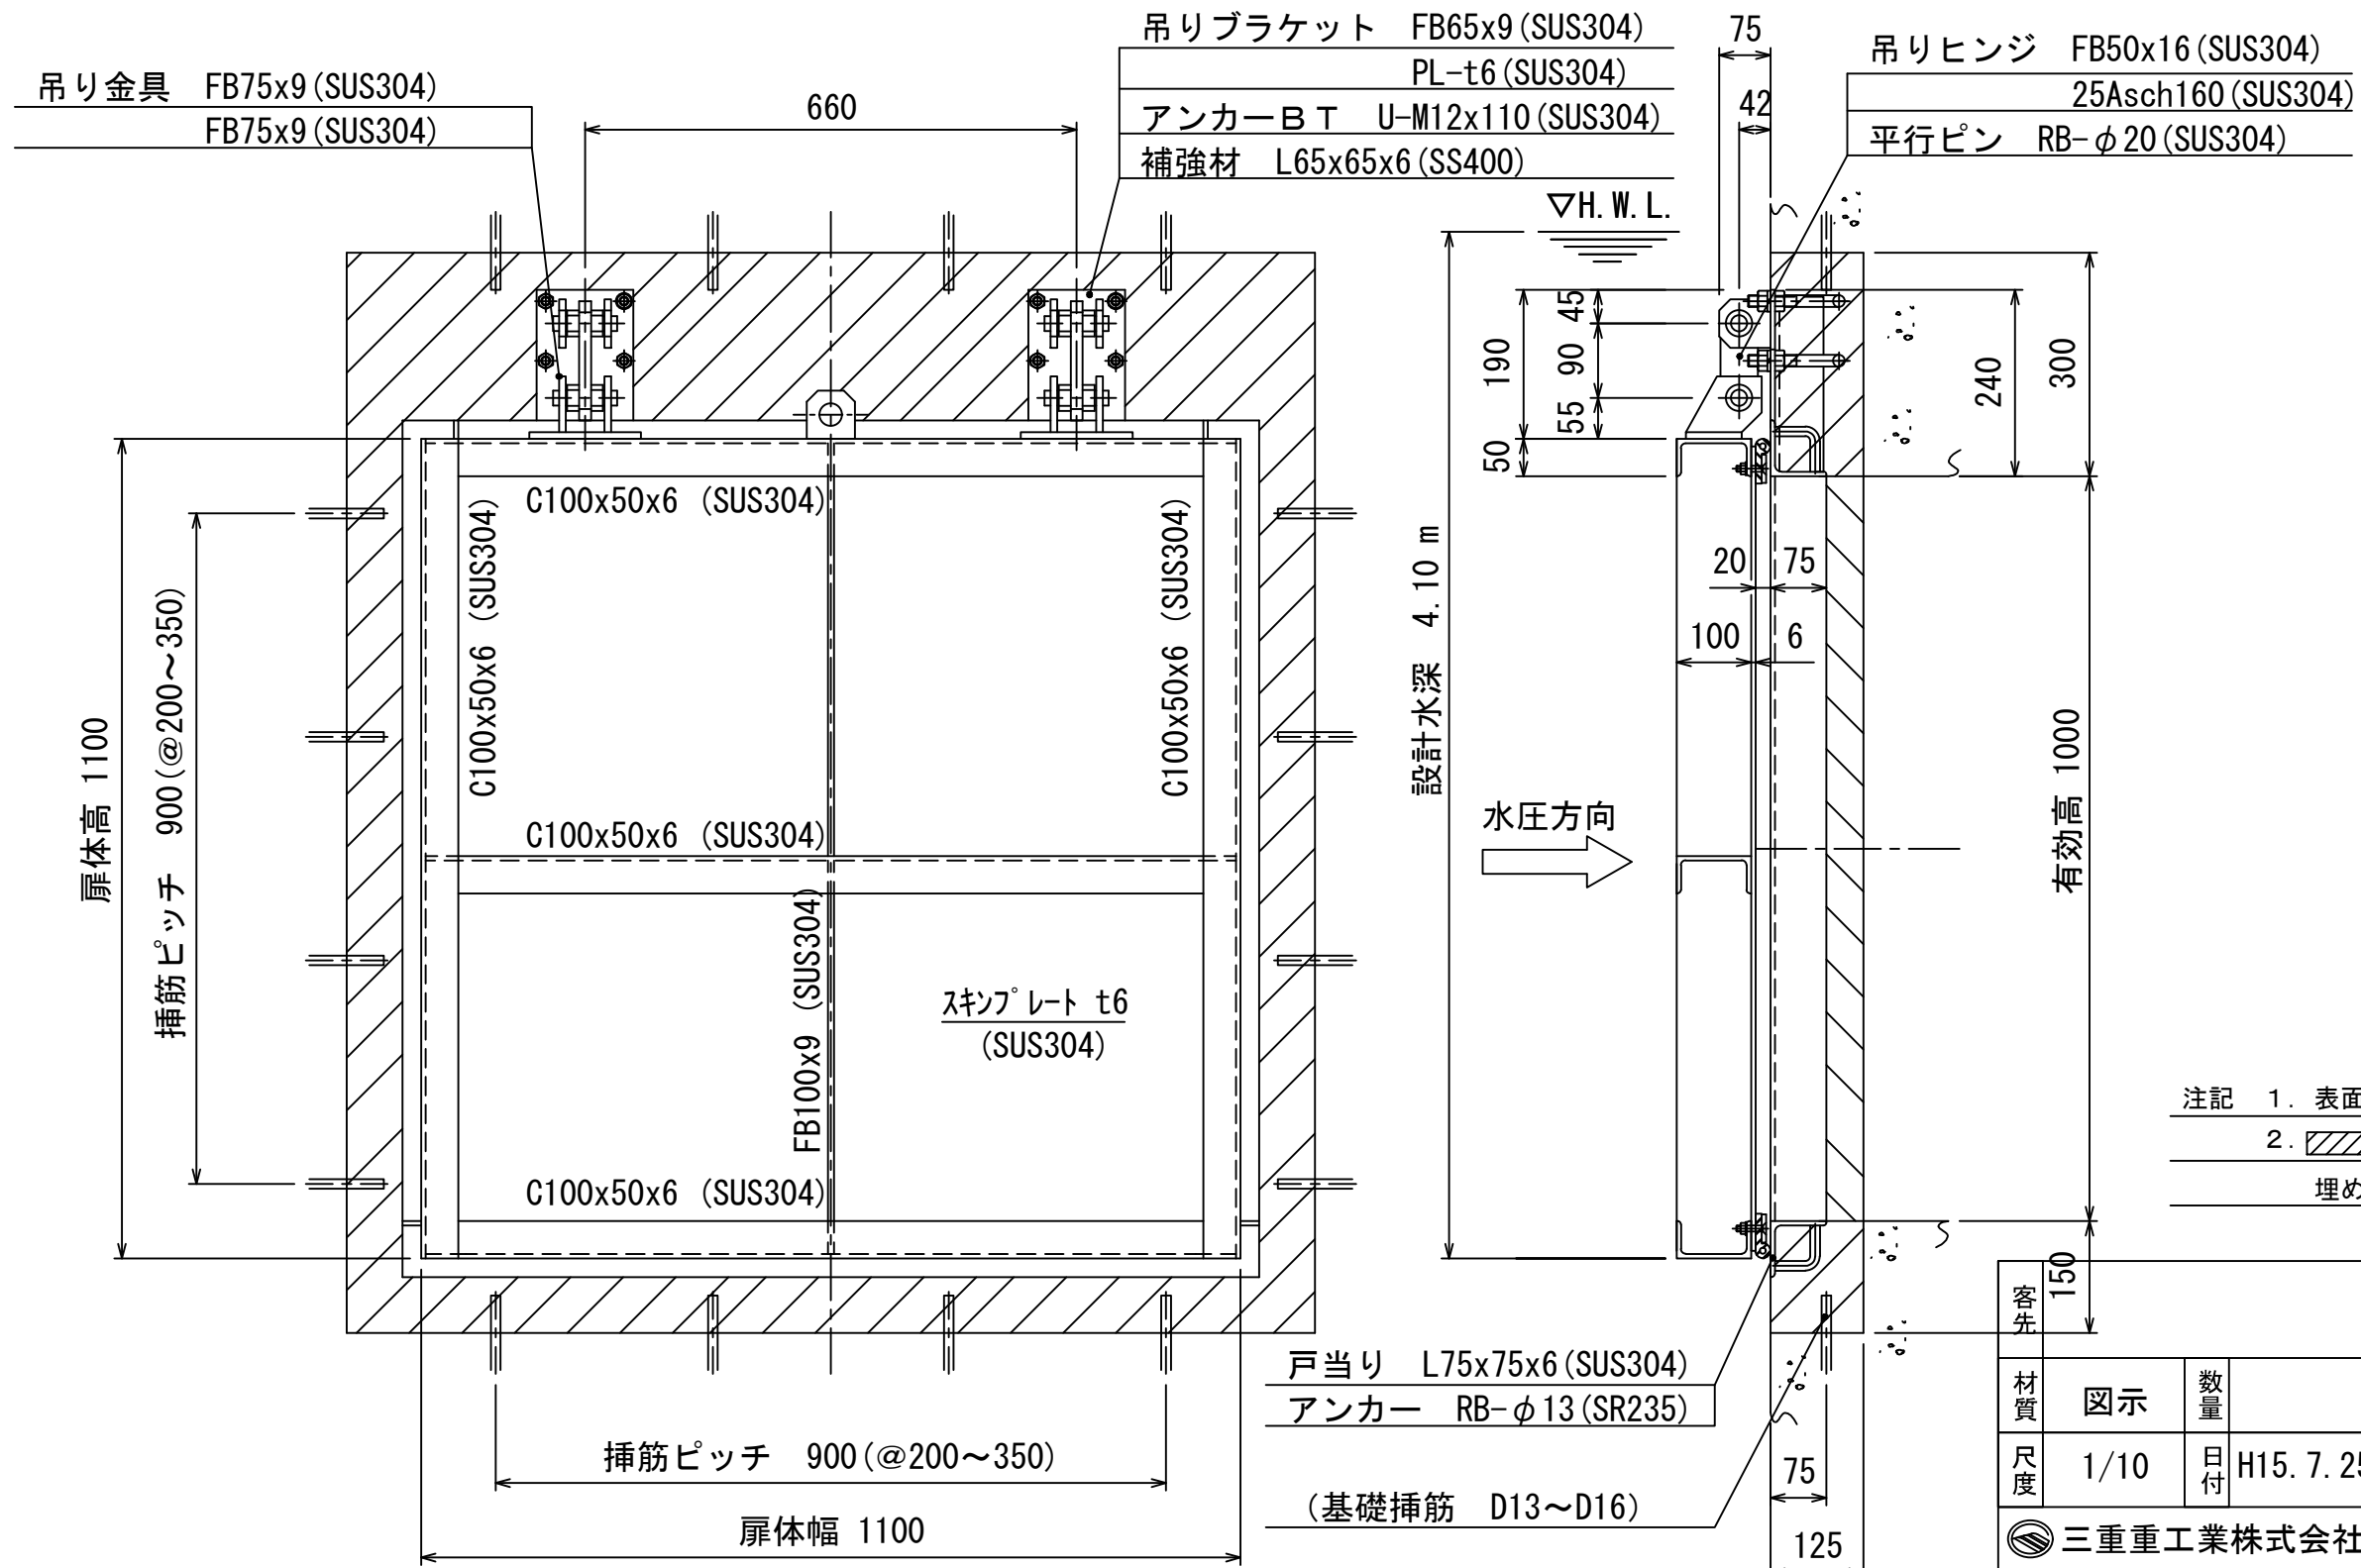 吊り金具 FB75x9(SUS304)
FB75x9(SUS304)
660
吊りブラケット FB65x9(SUS304)
PL-t6(SUS304)
アンカーBT U-M12x110(SUS304)
補強材 L65x65x6(SS400)
75
42
吊りヒンジ FB50x16(SUS304)
25Asch160(SUS304)
平行ピン RB-φ20(SUS304)
▽H.W.L.
45
190
90
55
50
240
300
C100x50x6 (SUS304)
C100x50x6 (SUS304)
C100x50x6 (SUS304)
設計水深 4.10 m
20
75
100
6
扉体高 1100
挿筋ピッチ 900(@200~350)
水圧方向
C100x50x6 (SUS304)
FB100x9 (SUS304)
スキンプレート t6
(SUS304)
有効高 1000
C100x50x6 (SUS304)
注記 1. 表面
2.
埋め
150
戸当り L75x75x6(SUS304)
アンカー RB-φ13(SR235)
挿筋ピッチ 900(@200~350)
(基礎挿筋 D13~D16)
扉体幅 1100
75
125
客先
材質 図示 数量
尺度 1/10 日付 H15.7.25
三重重工業株式会社